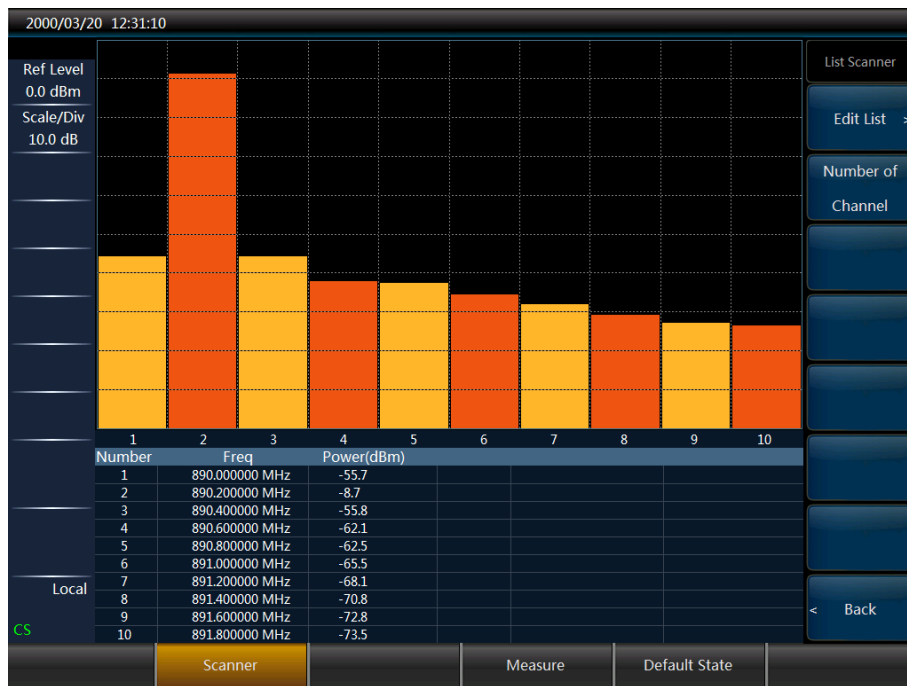 2000/03/20 12:31:10
Ref Level
0.0 dBm
Scale/Div
10.0 dB
Local
CS
1 2 3 4 5 6 7 8 9 10
Number Freq Power(dBm)
1 890.000000 MHz -55.7
2 890.200000 MHz -8.7
3 890.400000 MHz -55.8
4 890.600000 MHz -62.1
5 890.800000 MHz -62.5
6 891.000000 MHz -65.5
7 891.200000 MHz -68.1
8 891.400000 MHz -70.8
9 891.600000 MHz -72.8
10 891.800000 MHz -73.5
List Scanner
Edit List >
Number of
Channel
< Back
Scanner Measure Default State